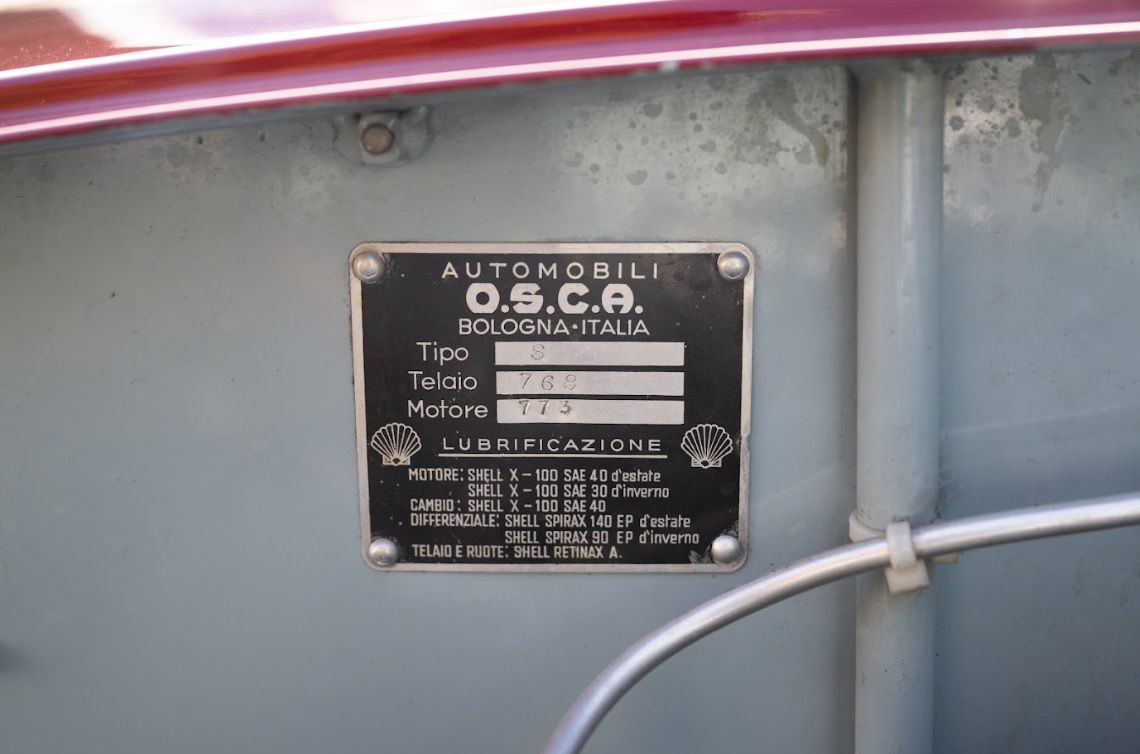 AUTOMOBILI
O.S.C.A.
BOLOGNA·ITALIA
Tipo S
Telaio 768
Motore 773
LUBRIFICAZIONE
MOTORE: SHELL X–100 SAE 40 d'estate
SHELL X–100 SAE 30 d'inverno
CAMBIO: SHELL X–100 SAE 40
DIFFERENZIALE: SHELL SPIRAX 140 EP d'estate
SHELL SPIRAX 90 EP d'inverno
TELAIO E RUOTE: SHELL RETINAX A.